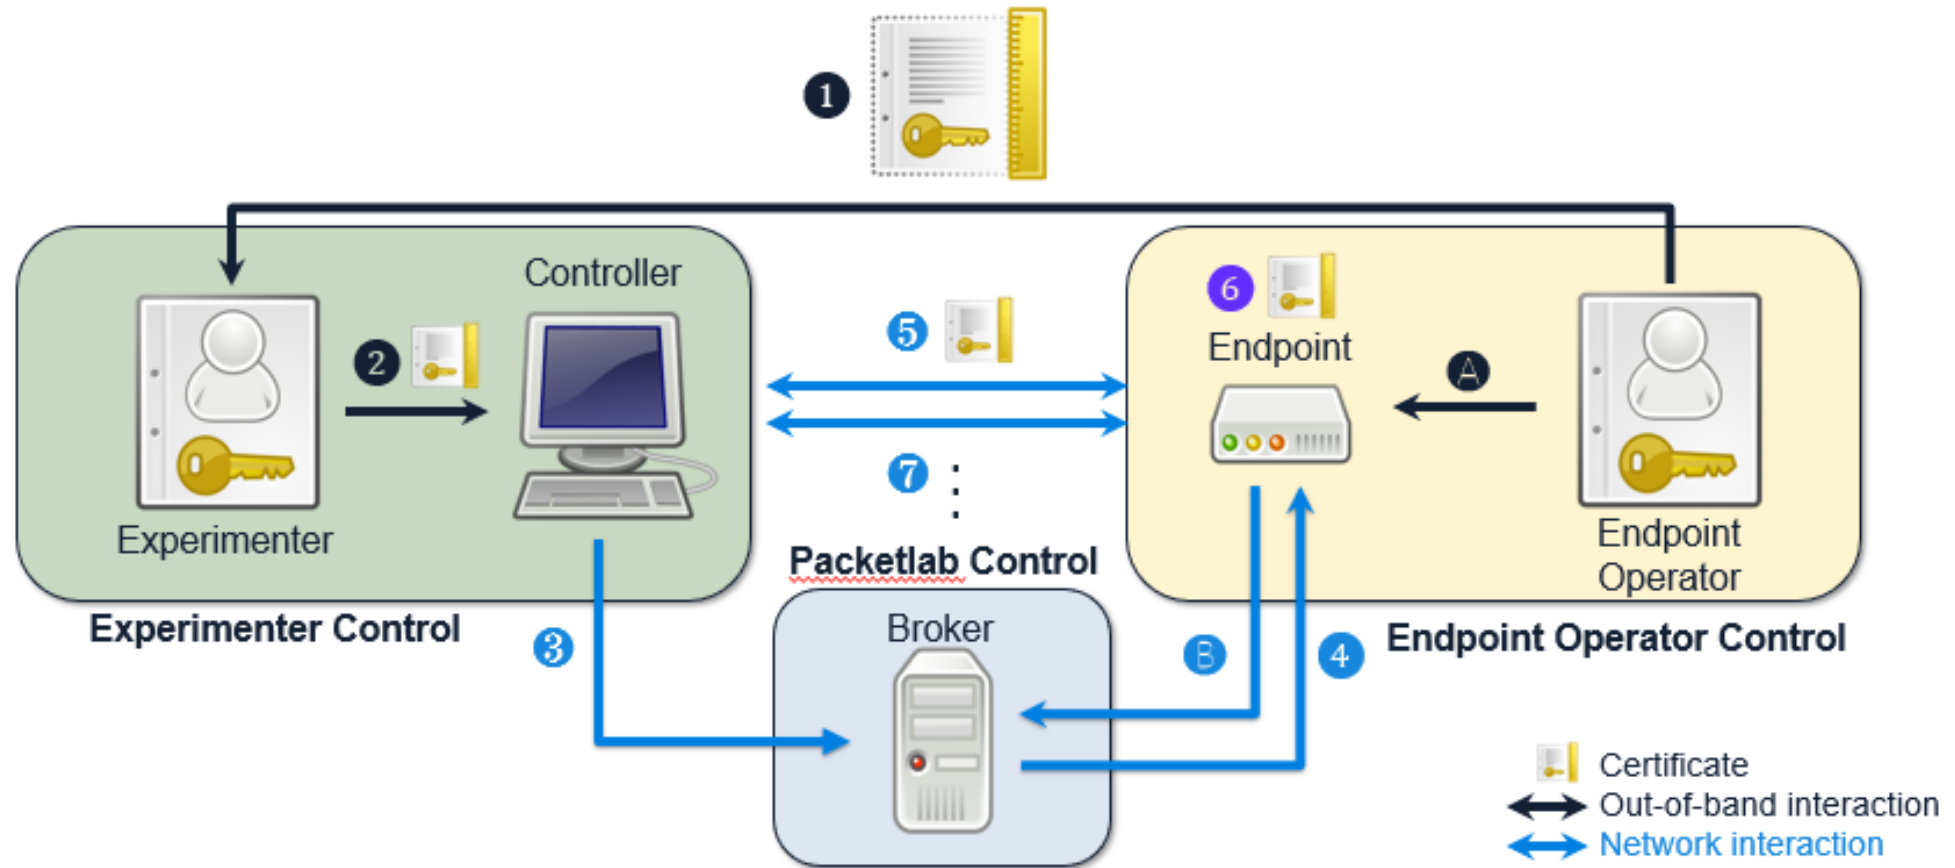 1
Controller
6
5
Endpoint
2
A
7
Experimenter
Endpoint
Operator
Packetlab Control
Experimenter Control
Broker
3
B
4
Endpoint Operator Control
Certificate
Out-of-band interaction
Network interaction